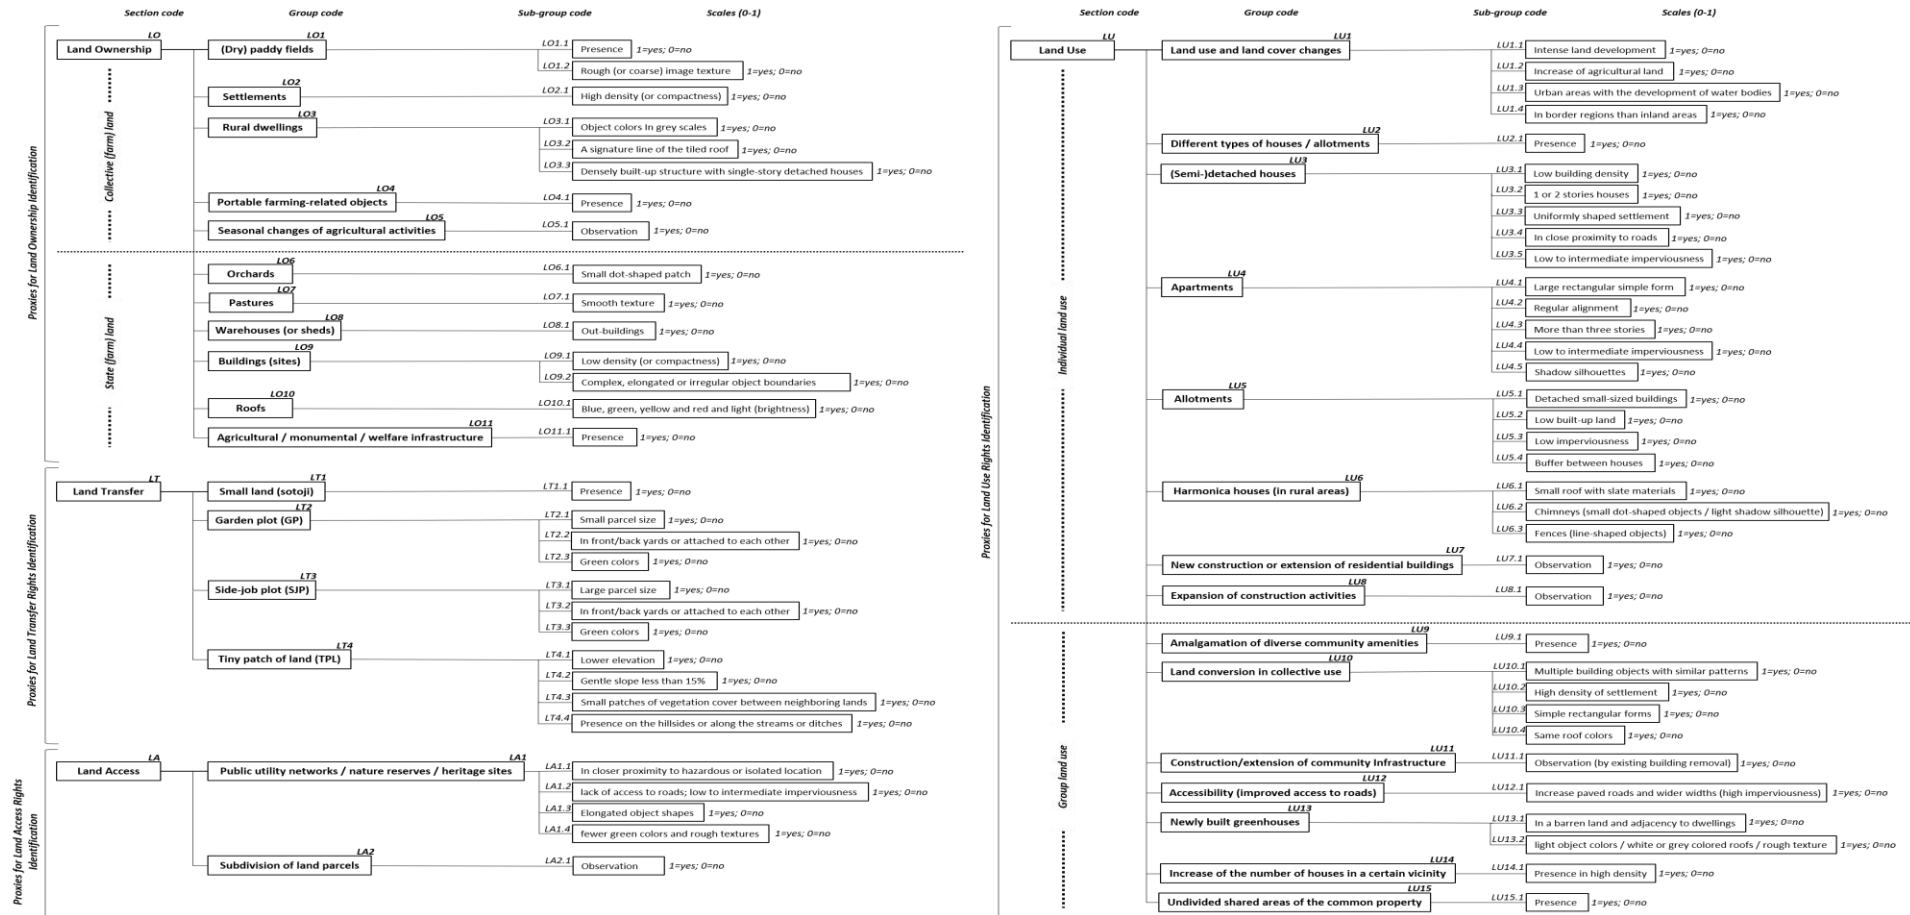 Section code Group code Sub-group code Scales (0-1)
Proxies for Land Ownership Identification
Collective (farm) land
State (farm) land
LO
Land Ownership
LO1
(Dry) paddy fields
LO1.1 Presence 1=yes; 0=no
LO1.2 Rough (or coarse) image texture 1=yes; 0=no
LO2
Settlements
LO2.1 High density (or compactness) 1=yes; 0=no
LO3
Rural dwellings
LO3.1 Object colors In grey scales 1=yes; 0=no
LO3.2 A signature line of the tiled roof 1=yes; 0=no
LO3.3 Densely built-up structure with single-story detached houses 1=yes; 0=no
LO4
Portable farming-related objects
LO4.1 Presence 1=yes; 0=no
LO5
Seasonal changes of agricultural activities
LO5.1 Observation 1=yes; 0=no
LO6
Orchards
LO6.1 Small dot-shaped patch 1=yes; 0=no
LO7
Pastures
LO7.1 Smooth texture 1=yes; 0=no
LO8
Warehouses (or sheds)
LO8.1 Out-buildings 1=yes; 0=no
LO9
Buildings (sites)
LO9.1 Low density (or compactness) 1=yes; 0=no
LO9.2 Complex, elongated or irregular object boundaries 1=yes; 0=no
LO10
Roofs
LO10.1 Blue, green, yellow and red and light (brightness) 1=yes; 0=no
LO11
Agricultural / monumental / welfare infrastructure
LO11.1 Presence 1=yes; 0=no
Proxies for Land Transfer Rights Identification
LT
Land Transfer
LT1
Small land (sotoji)
LT1.1 Presence 1=yes; 0=no
LT2
Garden plot (GP)
LT2.1 Small parcel size 1=yes; 0=no
LT2.2 In front/back yards or attached to each other 1=yes; 0=no
LT2.3 Green colors 1=yes; 0=no
LT3
Side-job plot (SJP)
LT3.1 Large parcel size 1=yes; 0=no
LT3.2 In front/back yards or attached to each other 1=yes; 0=no
LT3.3 Green colors 1=yes; 0=no
LT4
Tiny patch of land (TPL)
LT4.1 Lower elevation 1=yes; 0=no
LT4.2 Gentle slope less than 15% 1=yes; 0=no
LT4.3 Small patches of vegetation cover between neighboring lands 1=yes; 0=no
LT4.4 Presence on the hillsides or along the streams or ditches 1=yes; 0=no
Proxies for Land Access Rights
Identification
LA
Land Access
LA1
Public utility networks / nature reserves / heritage sites
LA1.1 In closer proximity to hazardous or isolated location 1=yes; 0=no
LA1.2 lack of access to roads; low to intermediate imperviousness 1=yes; 0=no
LA1.3 Elongated object shapes 1=yes; 0=no
LA1.4 fewer green colors and rough textures 1=yes; 0=no
LA2
Subdivision of land parcels
LA2.1 Observation 1=yes; 0=no
Section code Group code Sub-group code Scales (0-1)
Proxies for Land Use Rights Identification
Individual land use
Group land use
LU
Land Use
LU1
Land use and land cover changes
LU1.1 Intense land development 1=yes; 0=no
LU1.2 Increase of agricultural land 1=yes; 0=no
LU1.3 Urban areas with the development of water bodies 1=yes; 0=no
LU1.4 In border regions than inland areas 1=yes; 0=no
LU2
Different types of houses / allotments
LU2.1 Presence 1=yes; 0=no
LU3
(Semi-)detached houses
LU3.1 Low building density 1=yes; 0=no
LU3.2 1 or 2 stories houses 1=yes; 0=no
LU3.3 Uniformly shaped settlement 1=yes; 0=no
LU3.4 In close proximity to roads 1=yes; 0=no
LU3.5 Low to intermediate imperviousness 1=yes; 0=no
LU4
Apartments
LU4.1 Large rectangular simple form 1=yes; 0=no
LU4.2 Regular alignment 1=yes; 0=no
LU4.3 More than three stories 1=yes; 0=no
LU4.4 Low to intermediate imperviousness 1=yes; 0=no
LU4.5 Shadow silhouettes 1=yes; 0=no
LU5
Allotments
LU5.1 Detached small-sized buildings 1=yes; 0=no
LU5.2 Low built-up land 1=yes; 0=no
LU5.3 Low imperviousness 1=yes; 0=no
LU5.4 Buffer between houses 1=yes; 0=no
LU6
Harmonica houses (in rural areas)
LU6.1 Small roof with slate materials 1=yes; 0=no
LU6.2 Chimneys (small dot-shaped objects / light shadow silhouette) 1=yes; 0=no
LU6.3 Fences (line-shaped objects) 1=yes; 0=no
LU7
New construction or extension of residential buildings
LU7.1 Observation 1=yes; 0=no
LU8
Expansion of construction activities
LU8.1 Observation 1=yes; 0=no
LU9
Amalgamation of diverse community amenities
LU9.1 Presence 1=yes; 0=no
LU10
Land conversion in collective use
LU10.1 Multiple building objects with similar patterns 1=yes; 0=no
LU10.2 High density of settlement 1=yes; 0=no
LU10.3 Simple rectangular forms 1=yes; 0=no
LU10.4 Same roof colors 1=yes; 0=no
LU11
Construction/extension of community Infrastructure
LU11.1 Observation (by existing building removal) 1=yes; 0=no
LU12
Accessibility (improved access to roads)
LU12.1 Increase paved roads and wider widths (high imperviousness) 1=yes; 0=no
LU13
Newly built greenhouses
LU13.1 In a barren land and adjacency to dwellings 1=yes; 0=no
LU13.2 light object colors / white or grey colored roofs / rough texture 1=yes; 0=no
LU14
Increase of the number of houses in a certain vicinity
LU14.1 Presence in high density 1=yes; 0=no
LU15
Undivided shared areas of the common property
LU15.1 Presence 1=yes; 0=no